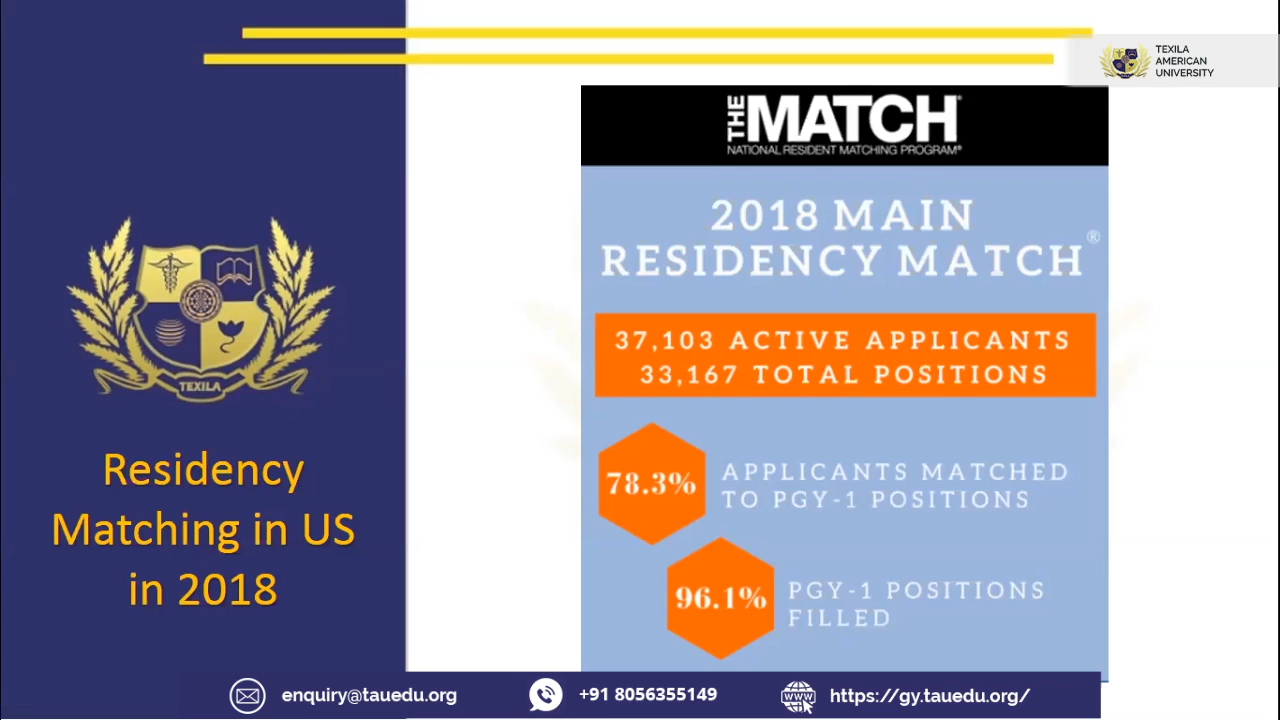 TEXILA
AMERICAN
UNIVERSITY
THE MATCH®
NATIONAL RESIDENT MATCHING PROGRAM®
2018 MAIN
RESIDENCY MATCH®
37,103 ACTIVE APPLICANTS
33,167 TOTAL POSITIONS
78.3% APPLICANTS MATCHED
TO PGY-1 POSITIONS
96.1% PGY-1 POSITIONS
FILLED
TEXILA
Residency
Matching in US
in 2018
enquiry@tauedu.org
+91 8056355149
WWW
https://gy.tauedu.org/